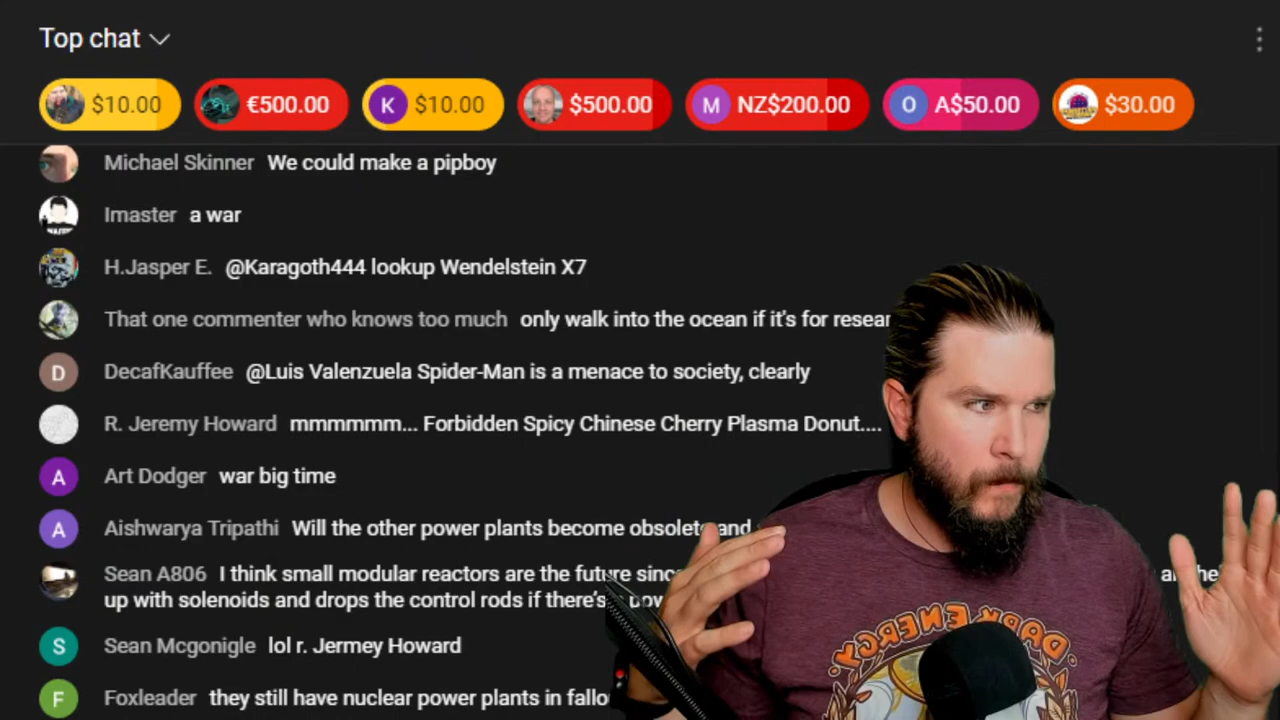 Top chat
$10.00 €500.00 K $10.00 $500.00 M NZ$200.00 O A$50.00 $30.00
Michael Skinner We could make a pipboy
Imaster a war
H.Jasper E. @Karagoth444 lookup Wendelstein X7
That one commenter who knows too much only walk into the ocean if it's for
D DecafKauffee @Luis Valenzuela Spider-Man is a menace to society, clearly
R. Jeremy Howard mmmmmm... Forbidden Spicy Chinese Cherry Plasma Donut....
A Art Dodger war big time
A Aishwarya Tripathi Will the other power plants become obsolete and
Sean A806 I think small modular reactors are the future
up with solenoids and drops the control rods if there's
S Sean Mcgonigle lol r. Jermey Howard
F Foxleader they still have nuclear power plants in
DARK ENERGY